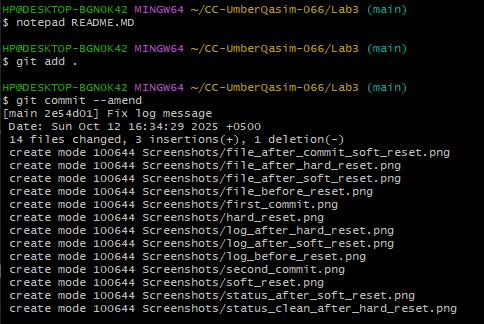 HP@DESKTOP-BGNOK42 MINGW64 ~/CC-UmberQasim-066/Lab3 (main)
$ notepad README.MD
HP@DESKTOP-BGNOK42 MINGW64 ~/CC-UmberQasim-066/Lab3 (main)
$ git add .
HP@DESKTOP-BGNOK42 MINGW64 ~/CC-UmberQasim-066/Lab3 (main)
$ git commit --amend
[main 2e54d01] Fix log message
 Date: Sun Oct 12 16:34:29 2025 +0500
 14 files changed, 3 insertions(+), 1 deletion(-)
 create mode 100644 Screenshots/file_after_commit_soft_reset.png
 create mode 100644 Screenshots/file_after_hard_reset.png
 create mode 100644 Screenshots/file_after_soft_reset.png
 create mode 100644 Screenshots/file_before_reset.png
 create mode 100644 Screenshots/first_commit.png
 create mode 100644 Screenshots/hard_reset.png
 create mode 100644 Screenshots/log_after_hard_reset.png
 create mode 100644 Screenshots/log_after_soft_reset.png
 create mode 100644 Screenshots/log_before_reset.png
 create mode 100644 Screenshots/second_commit.png
 create mode 100644 Screenshots/soft_reset.png
 create mode 100644 Screenshots/status_after_soft_reset.png
 create mode 100644 Screenshots/status_clean_after_hard_reset.png